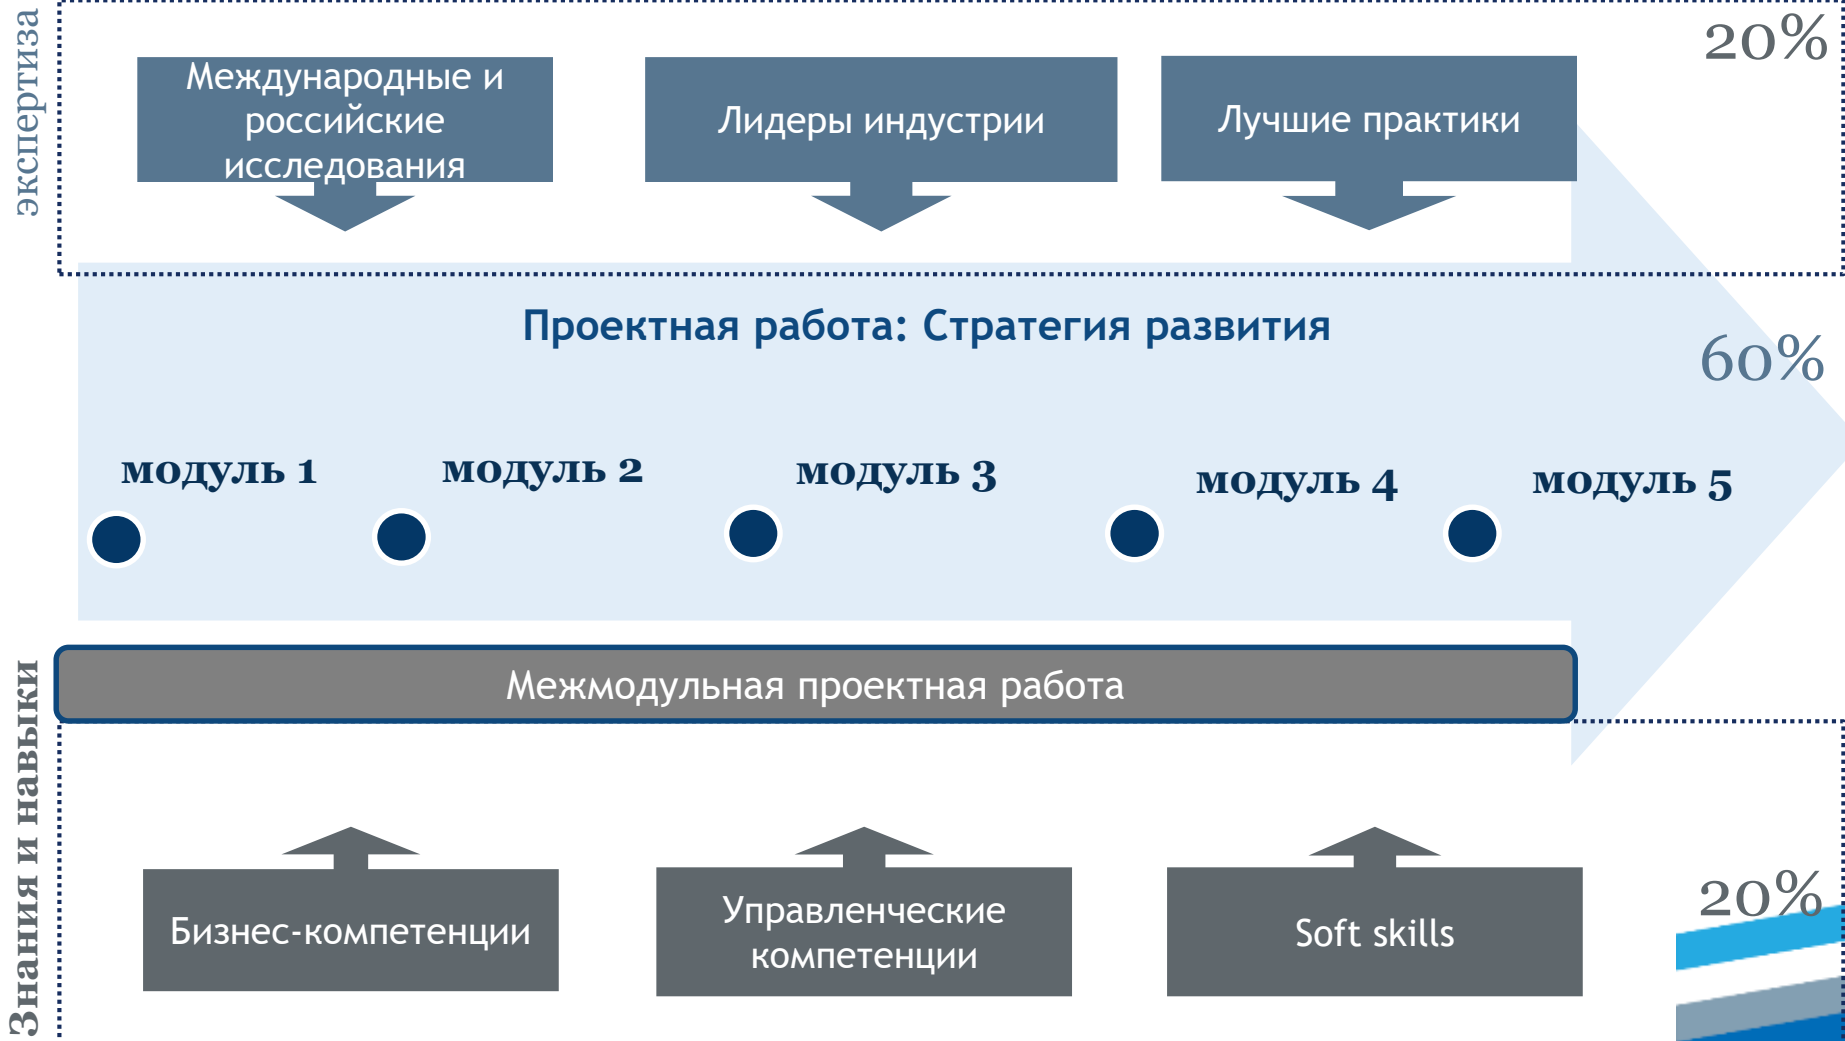 экспертиза
20%
Международные и
российские
исследования
Лидеры индустрии
Лучшие практики
Проектная работа: Стратегия развития
60%
модуль 1
модуль 2
модуль 3
модуль 4
модуль 5
Межмодульная проектная работа
Знания и навыки
Бизнес-компетенции
Управленческие
компетенции
Soft skills
20%